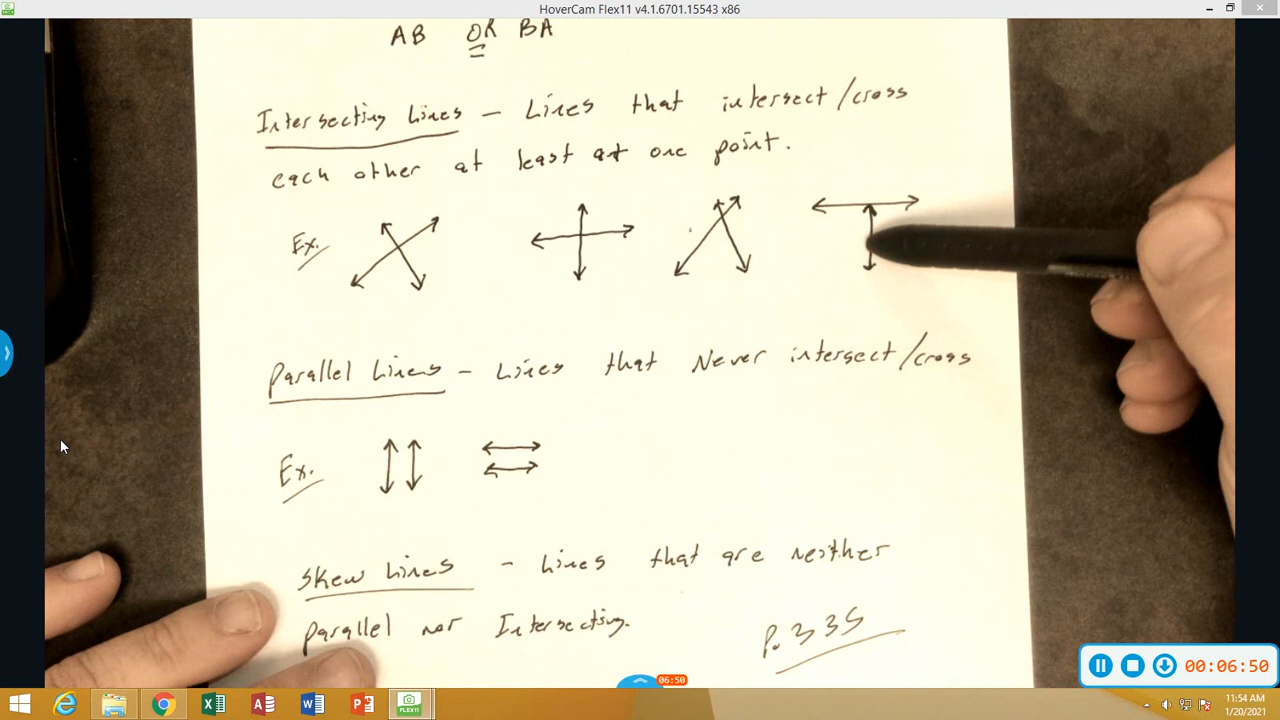 HoverCam Flex11 v4.1.6701.15543 x86
AB OR BA
Intersecting Lines – Lines that intersect/cross
each other at least at one point.
Ex.
Parallel Lines – Lines that Never intersect/cross
Ex.
Skew Lines – Lines that are neither
parallel nor Intersecting.
P. 335
00:06:50
06:50
FLEX11
11:54 AM
1/20/2021